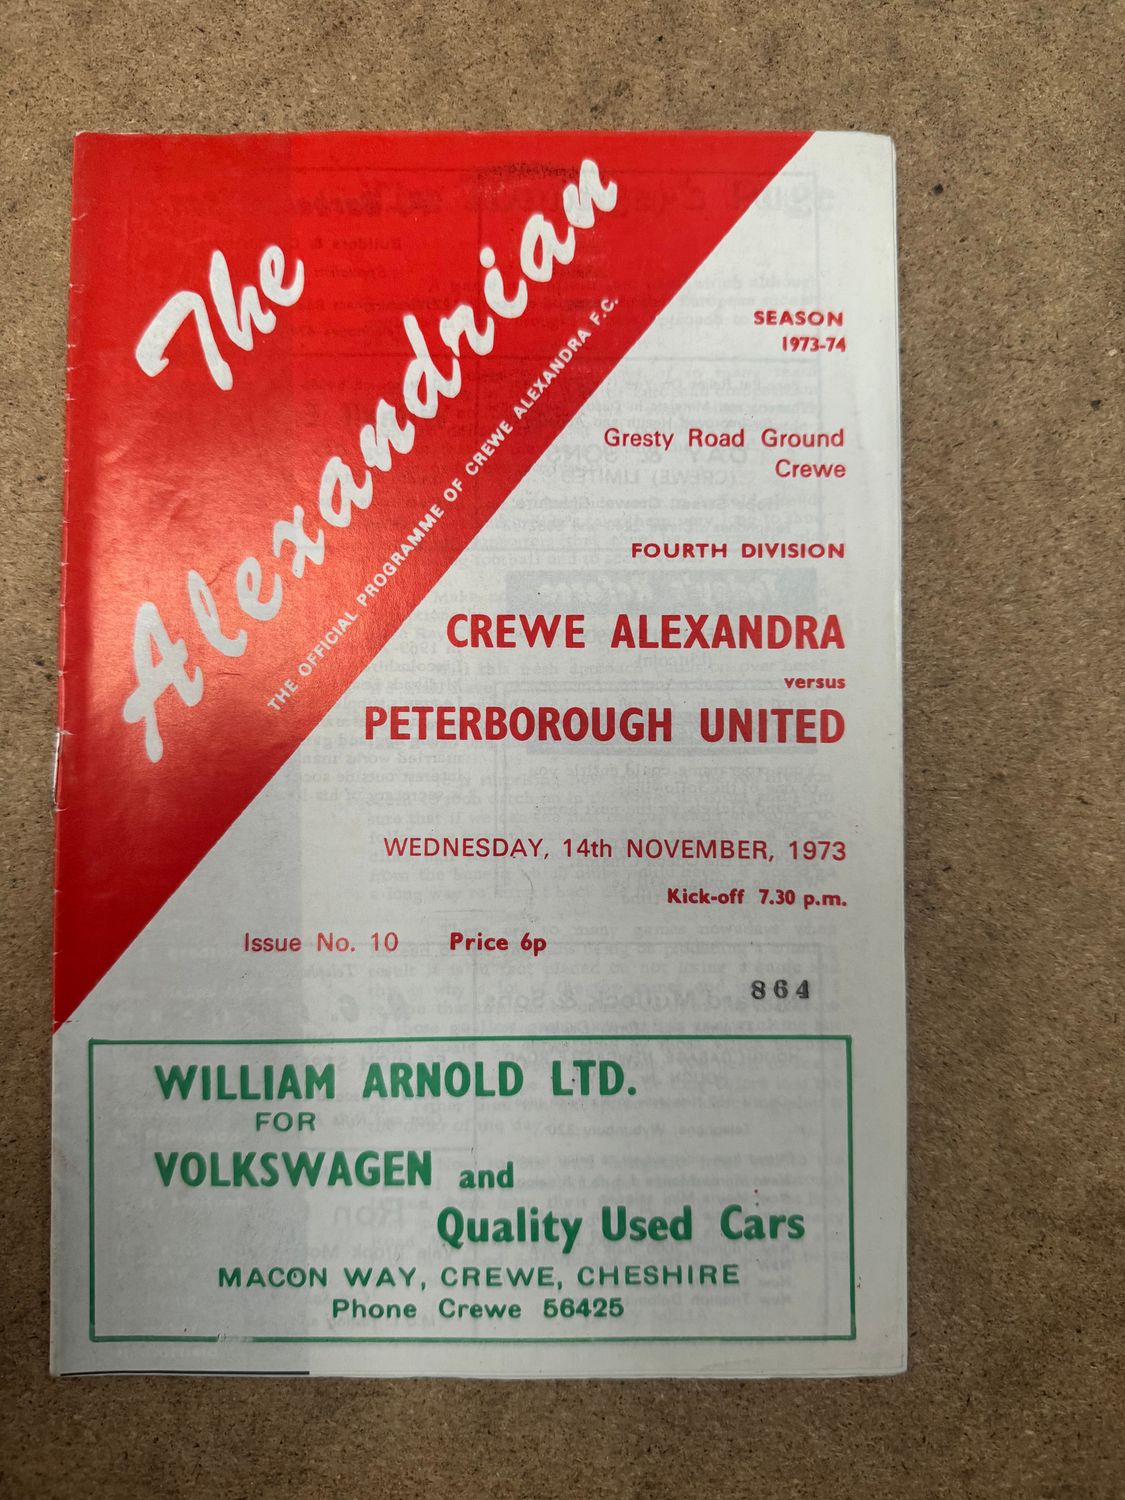 The
Alexandrian
THE OFFICIAL PROGRAMME OF CREWE ALEXANDRA F.C.
SEASON
1973-74
Gresty Road Ground
Crewe
FOURTH DIVISION
CREWE ALEXANDRA
versus
PETERBOROUGH UNITED
WEDNESDAY, 14th NOVEMBER, 1973
Kick-off 7.30 p.m.
Issue No. 10 Price 6p
864
WILLIAM ARNOLD LTD.
FOR
VOLKSWAGEN and
Quality Used Cars
MACON WAY, CREWE, CHESHIRE
Phone Crewe 56425